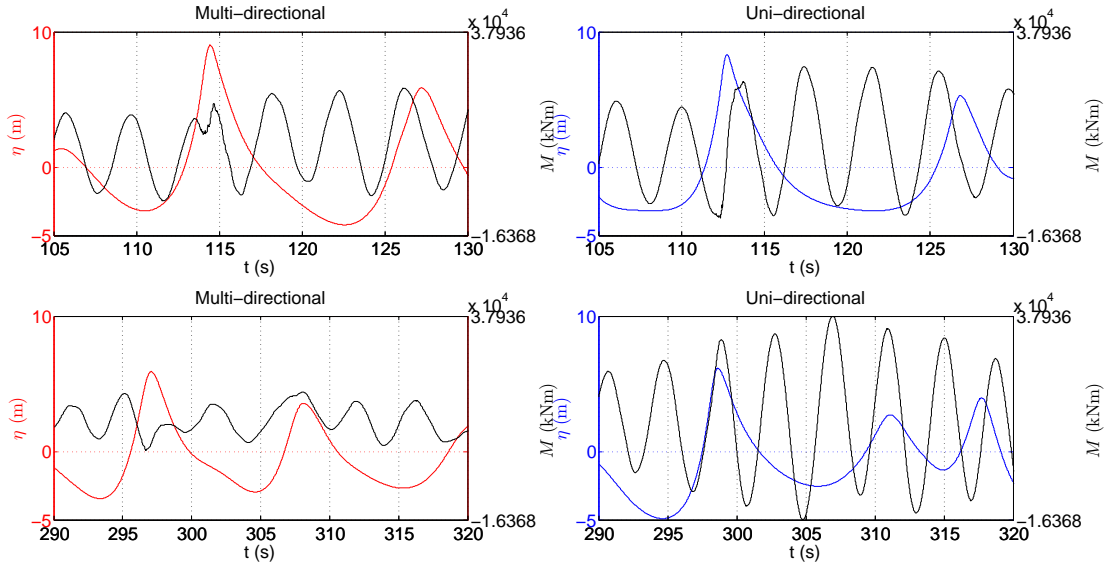 Multi−directional
x 10^4
10
3.7936
η (m)
0
M (kNm)
−5
−1.6368
105 110 115 120 125 130
t (s)
Uni−directional
x 10^4
10
3.7936
η (m)
0
M (kNm)
−5
−1.6368
105 110 115 120 125 130
t (s)
Multi−directional
x 10^4
10
3.7936
η (m)
0
M (kNm)
−5
−1.6368
290 295 300 305 310 315 320
t (s)
Uni−directional
x 10^4
10
3.7936
η (m)
0
M (kNm)
−5
−1.6368
290 295 300 305 310 315 320
t (s)